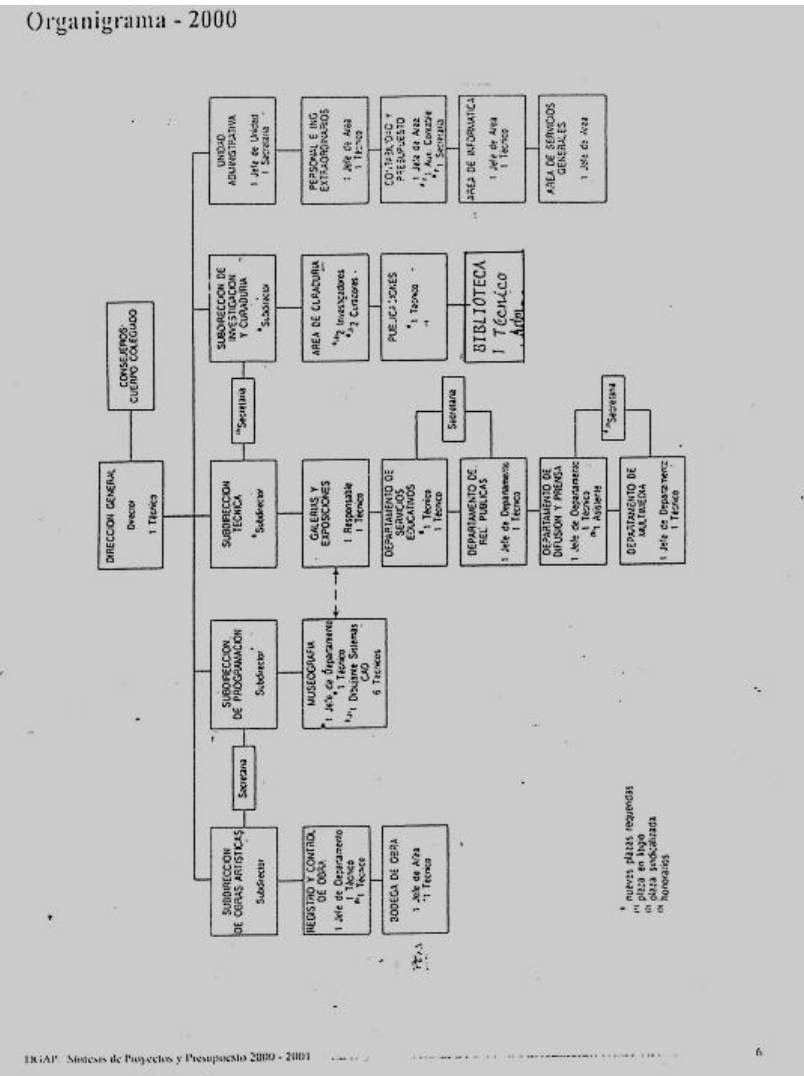 Organigrama - 2000
DIRECCION GENERAL
Director
1 Técnico
CONSEJEROS
CUERPO COLEGIADO
SUBDIRECCION
DE OBRAS ARTISTICAS
Subdirector
Secretaria
SUBDIRECCION
DE PROGRAMACION
Subdirector
SUBDIRECCION
TECNICA
*Subdirector
Secretaria
SUBDIRECCION DE
INVESTIGACION
Y CURADURIA
*Subdirector
UNIDAD
ADMINISTRATIVA
1 Jefe de Unidad
1 Secretaria
REGISTRO Y CONTROL
DE OBRA
1 Jefe de Departamento
1 Técnico
1 Técnico
BODEGA DE OBRA
1 Jefe de Area
1 Técnico
MUSEOGRAFIA
1 Jefe de Departamento
1 Técnico
1 Dibujante Sistemas
CAD
6 Técnicos
GALERIAS Y
EXPOSICIONES
1 Responsable
1 Técnico
DEPARTAMENTO DE
SERVICIOS
EDUCATIVOS
1 Técnico
1 Técnico
Secretaria
DEPARTAMENTO DE
REL PUBLICAS
1 Jefe de Departamento
1 Técnico
DEPARTAMENTO DE
DIFUSION Y PRENSA
1 Jefe de Departamento
1 Técnico
1 Asistente
Secretaria
DEPARTAMENTO DE
MULTIMEDIA
1 Jefe de Departamento
1 Técnico
AREA DE CURADURIA
2 Investigadores
2 Curadores
PUBLICACIONES
1 Técnico
BIBLIOTECA
1 Técnico
Adm.
PERSONAL E ING
EXTRAORDINARIOS
1 Jefe de Area
1 Técnico
CONTABILIDAD Y
PRESUPUESTO
1 Jefe de Area
1 Aux. Contable
1 Secretaria
AREA DE INFORMATICA
1 Jefe de Area
1 Técnico
AREA DE SERVICIOS
GENERALES
1 Jefe de Area
* nuevas plazas requeridas
plaza en litigio
plaza sindicalizada
honorarios
DGAP. Síntesis de Proyectos y Presupuesto 2000 - 2001
6